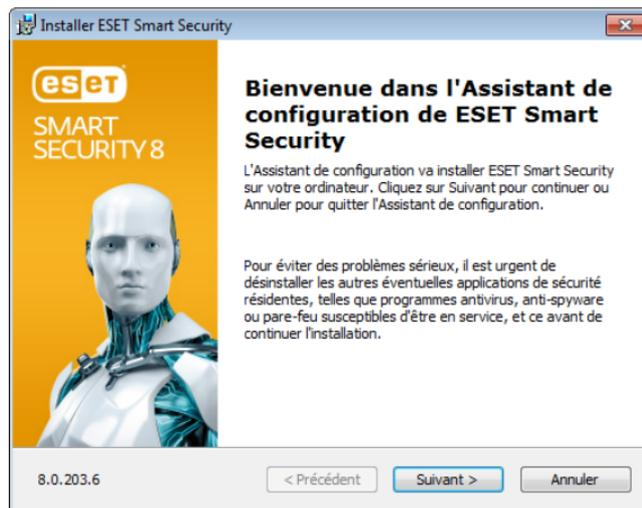 Installer ESET Smart Security
eseT
SMART
SECURITY 8
Bienvenue dans l'Assistant de
configuration de ESET Smart
Security
L'Assistant de configuration va installer ESET Smart Security
sur votre ordinateur. Cliquez sur Suivant pour continuer ou
Annuler pour quitter l'Assistant de configuration.
Pour éviter des problèmes sérieux, il est urgent de
désinstaller les autres éventuelles applications de sécurité
résidentes, telles que programmes antivirus, anti-spyware
ou pare-feu susceptibles d'être en service, et ce avant de
continuer l'installation.
8.0.203.6
< Précédent
Suivant >
Annuler